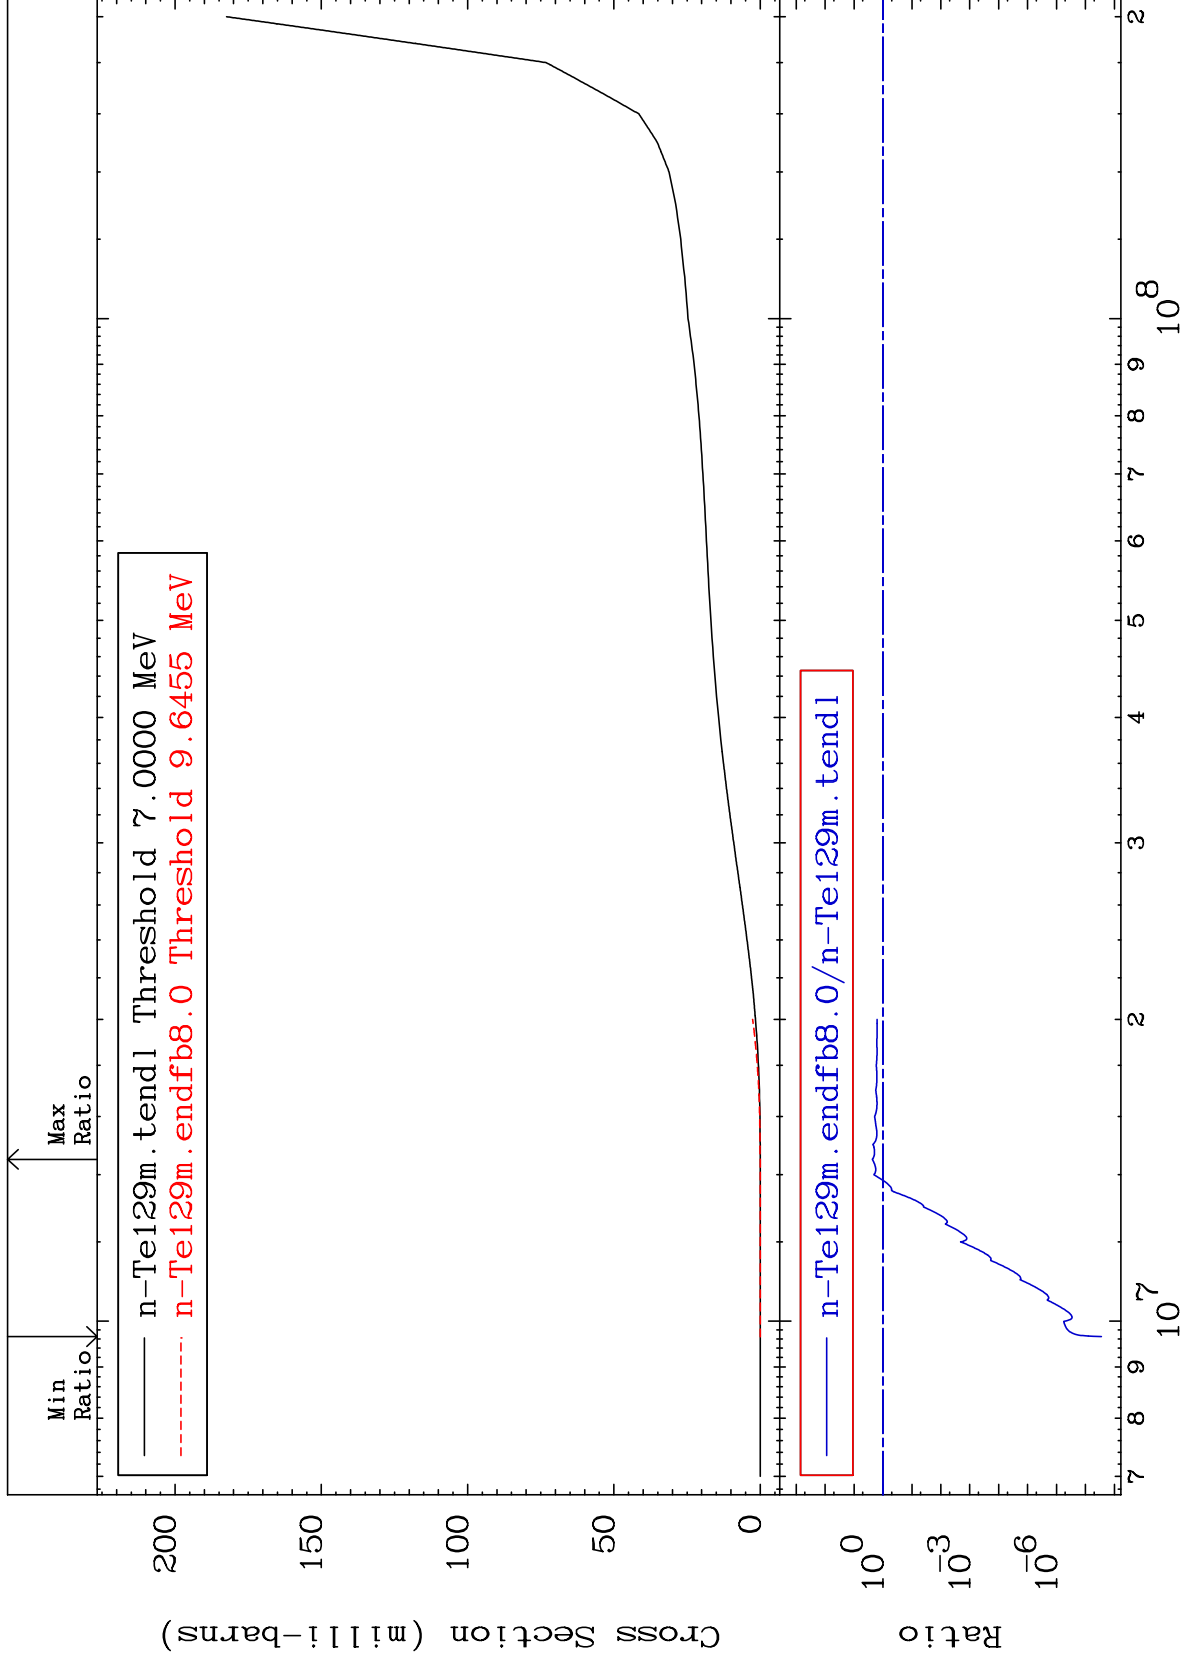 Min
Ratio
Max
Ratio
n-Te129m.tendl Threshold 7.0000 MeV
n-Te129m.endfb8.0 Threshold 9.6455 MeV
Cross Section (milli-barns)
200
150
100
50
0
n-Te129m.endfb8.0/n-Te129m.tendl
Ratio
10^0
10^-3
10^-6
7 8 9 10^7 2 3 4 5 6 7 8 9 10^8 2